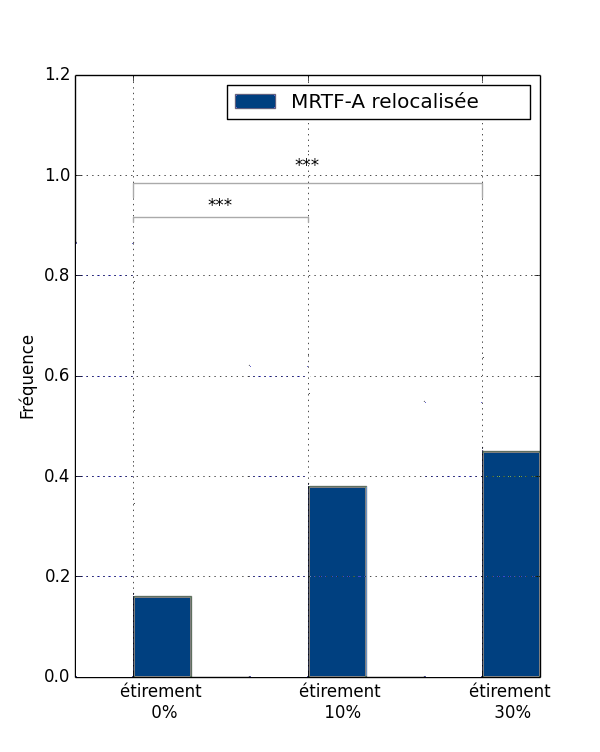 1.2
MRTF-A relocalisée
***
1.0
***
0.8
0.6
Fréquence
0.4
0.2
0.0
étirement étirement étirement
0% 10% 30%